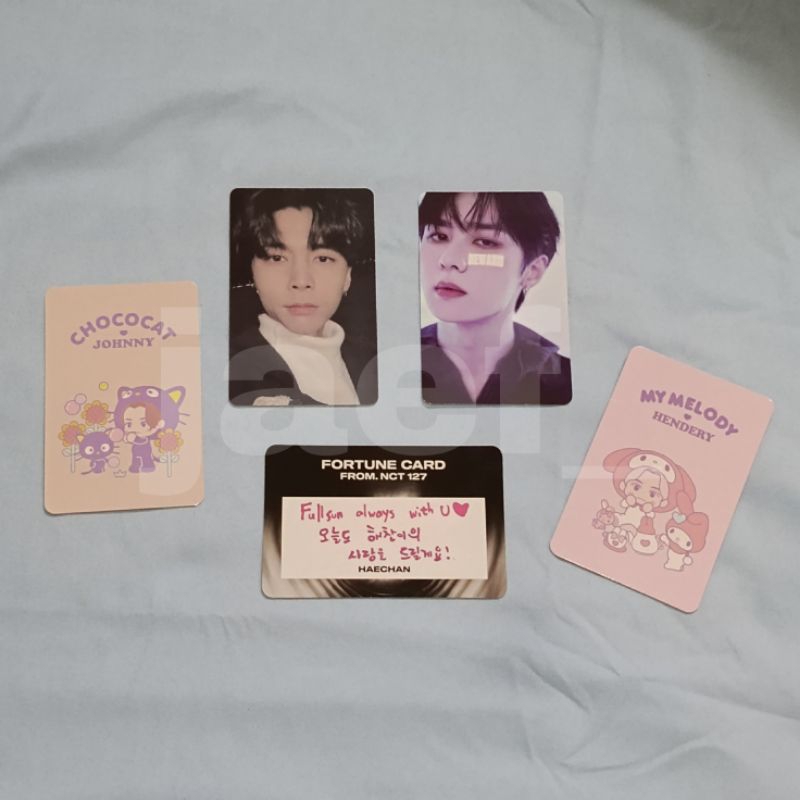 CHOCOCAT
JOHNNY
MY MELODY
HENDERY
FORTUNE CARD
FROM. NCT 127
Fullsun always with U♥
오늘도 해찬이의
사랑을 드릴게요!
HAECHAN
jaef_